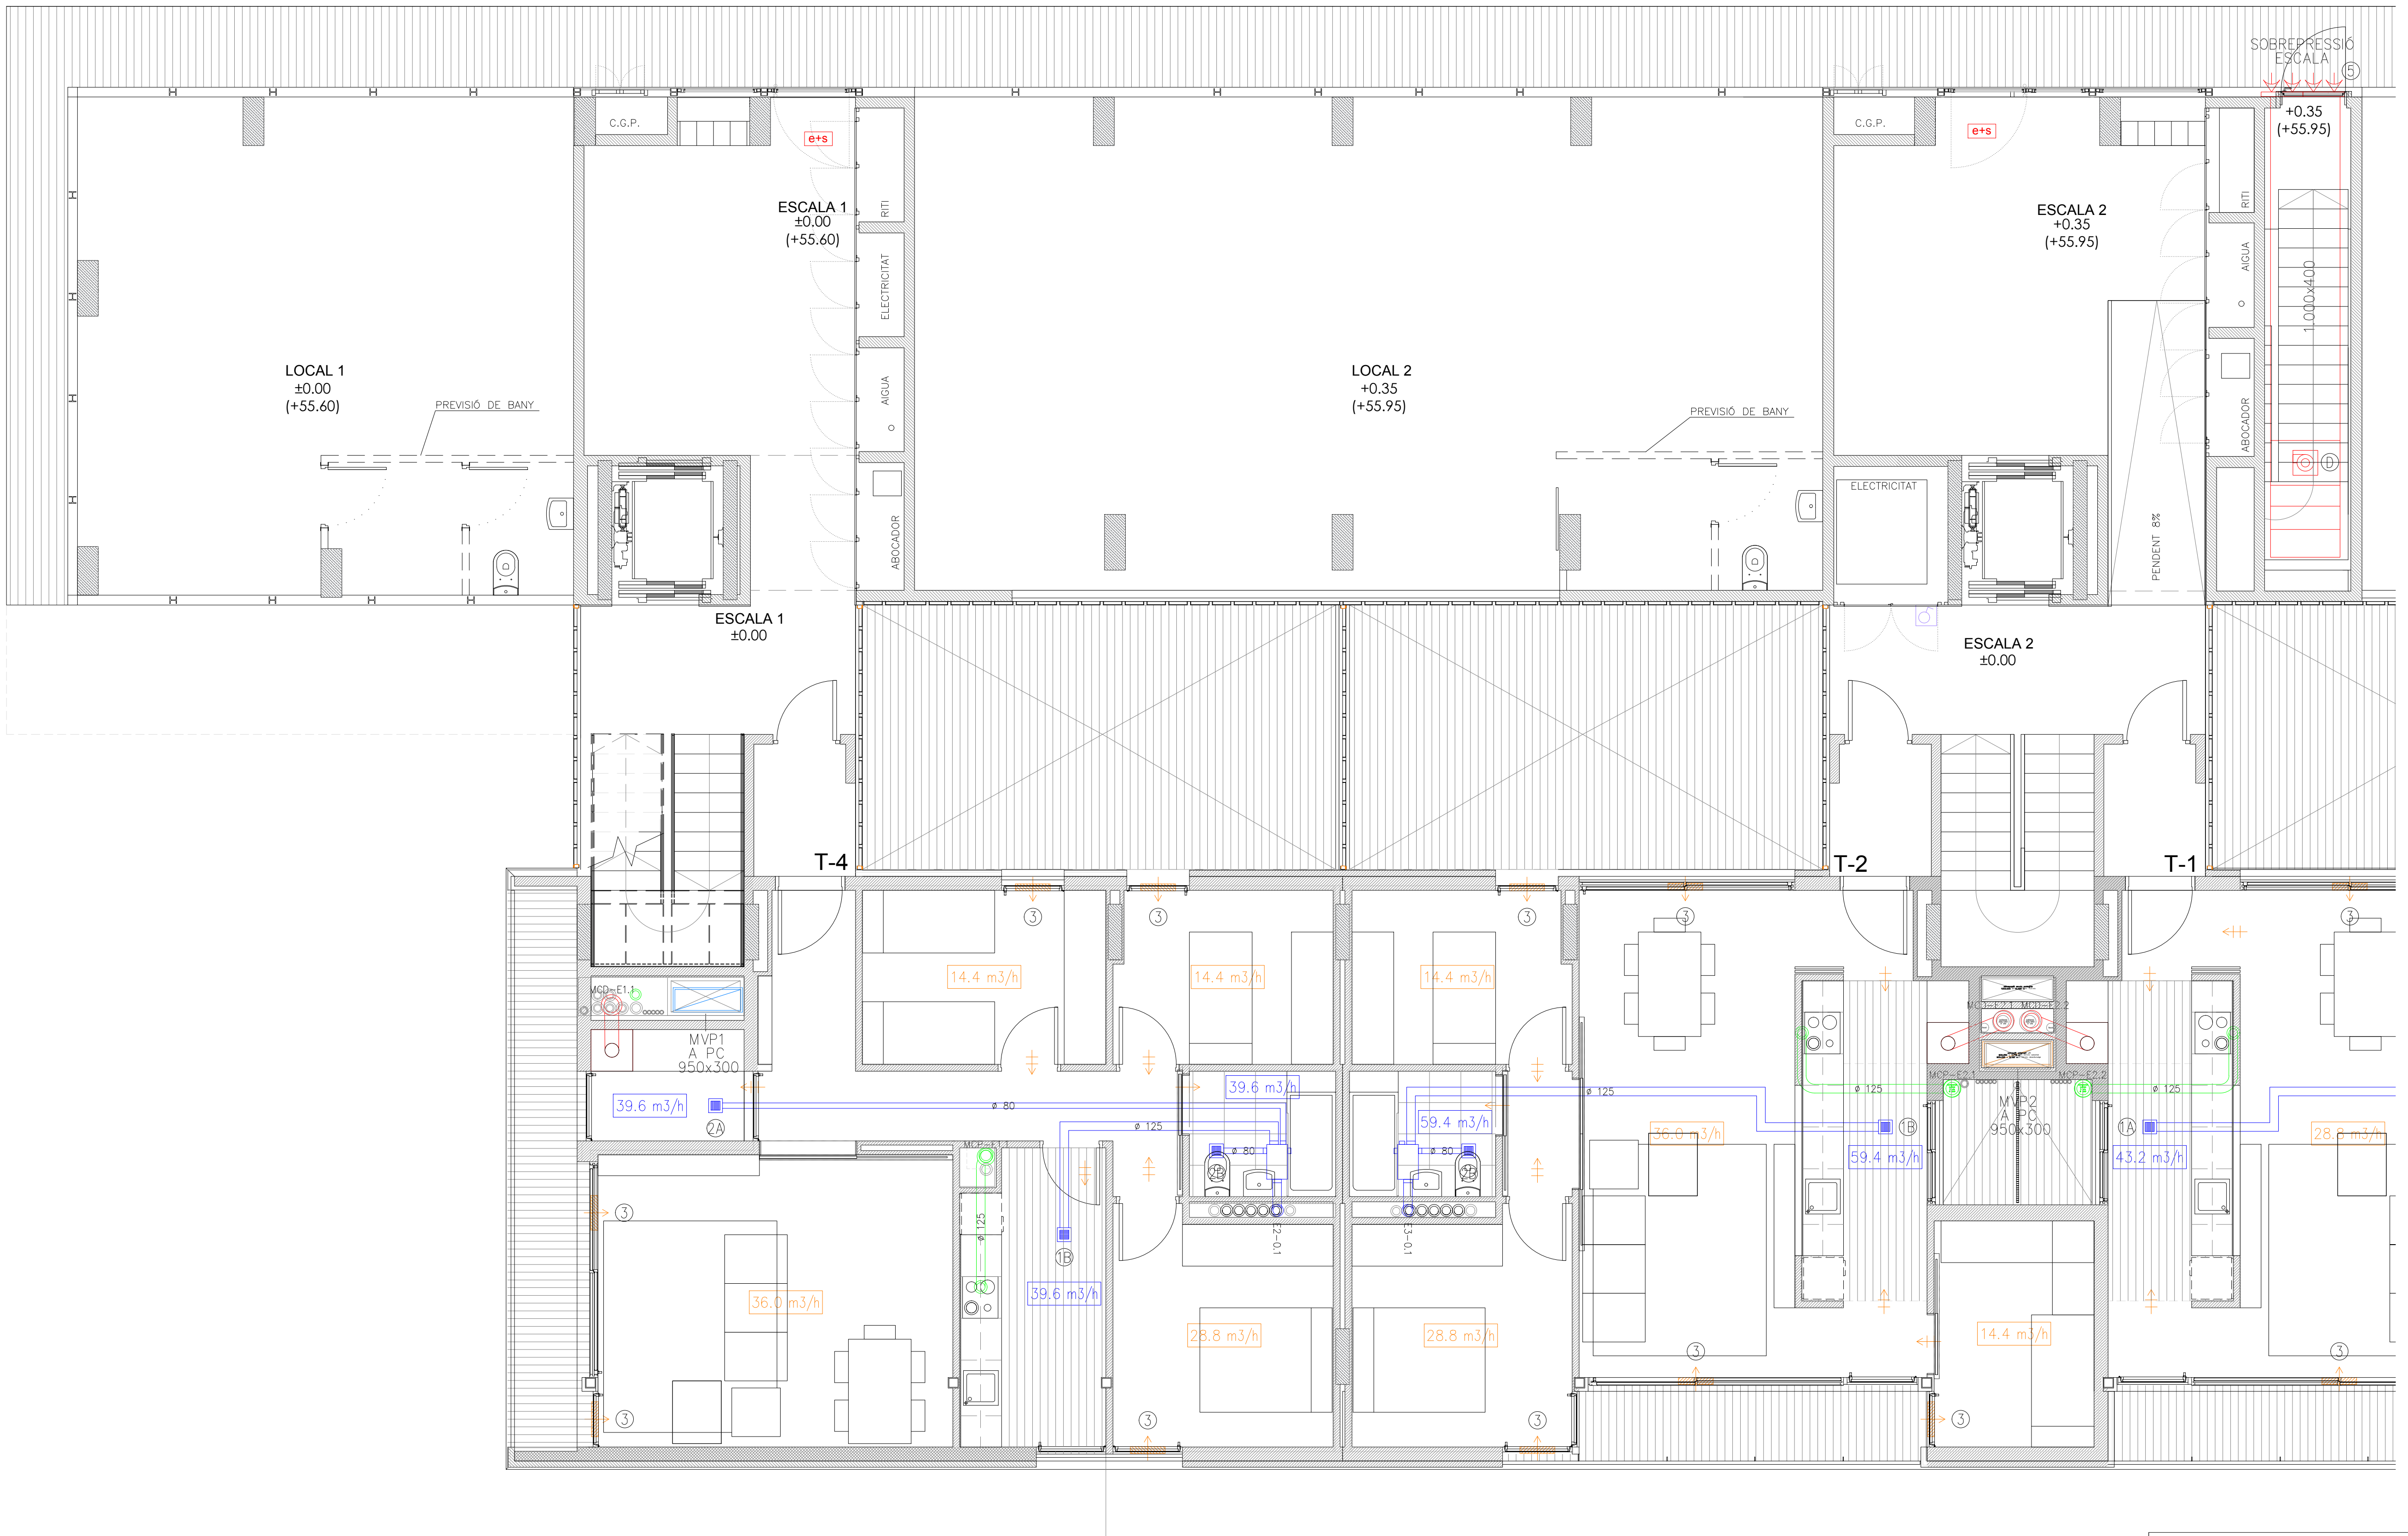 SOBREPRESSIÓ
ESCALA
5
+0.35
(+55.95)
C.G.P.
e+s
C.G.P.
e+s
ESCALA 1
±0.00
(+55.60)
RITI
ESCALA 2
+0.35
(+55.95)
RITI
ELECTRICITAT
AIGUA
1.000x400
LOCAL 1
±0.00
(+55.60)
PREVISIÓ DE BANY
AIGUA
LOCAL 2
+0.35
(+55.95)
PREVISIÓ DE BANY
ABOCADOR
D
ELECTRICITAT
ABOCADOR
PENDENT 8%
ESCALA 1
±0.00
ESCALA 2
±0.00
T-4
T-2
T-1
3
3
3
3
3
14.4 m3/h
14.4 m3/h
14.4 m3/h
MCD-E1.1
MCD-E2.1
MCD-E2.2
MVP1
A PC
950x300
39.6 m3/h
2A
ø 80
39.6 m3/h
ø 125
ø 125
ø 125
MCP-E2.1
MCP-E2.2
MVP2
A PC
950x300
59.4 m3/h
ø 125
36.0 m3/h
1B
1A
28.8 m3/h
MCP-E1.1
ø 80
ø 80
59.4 m3/h
43.2 m3/h
2B
2B
3
ø 125
E2-0.1
E3-0.1
1B
39.6 m3/h
36.0 m3/h
28.8 m3/h
28.8 m3/h
14.4 m3/h
3
3
3
3
3
3